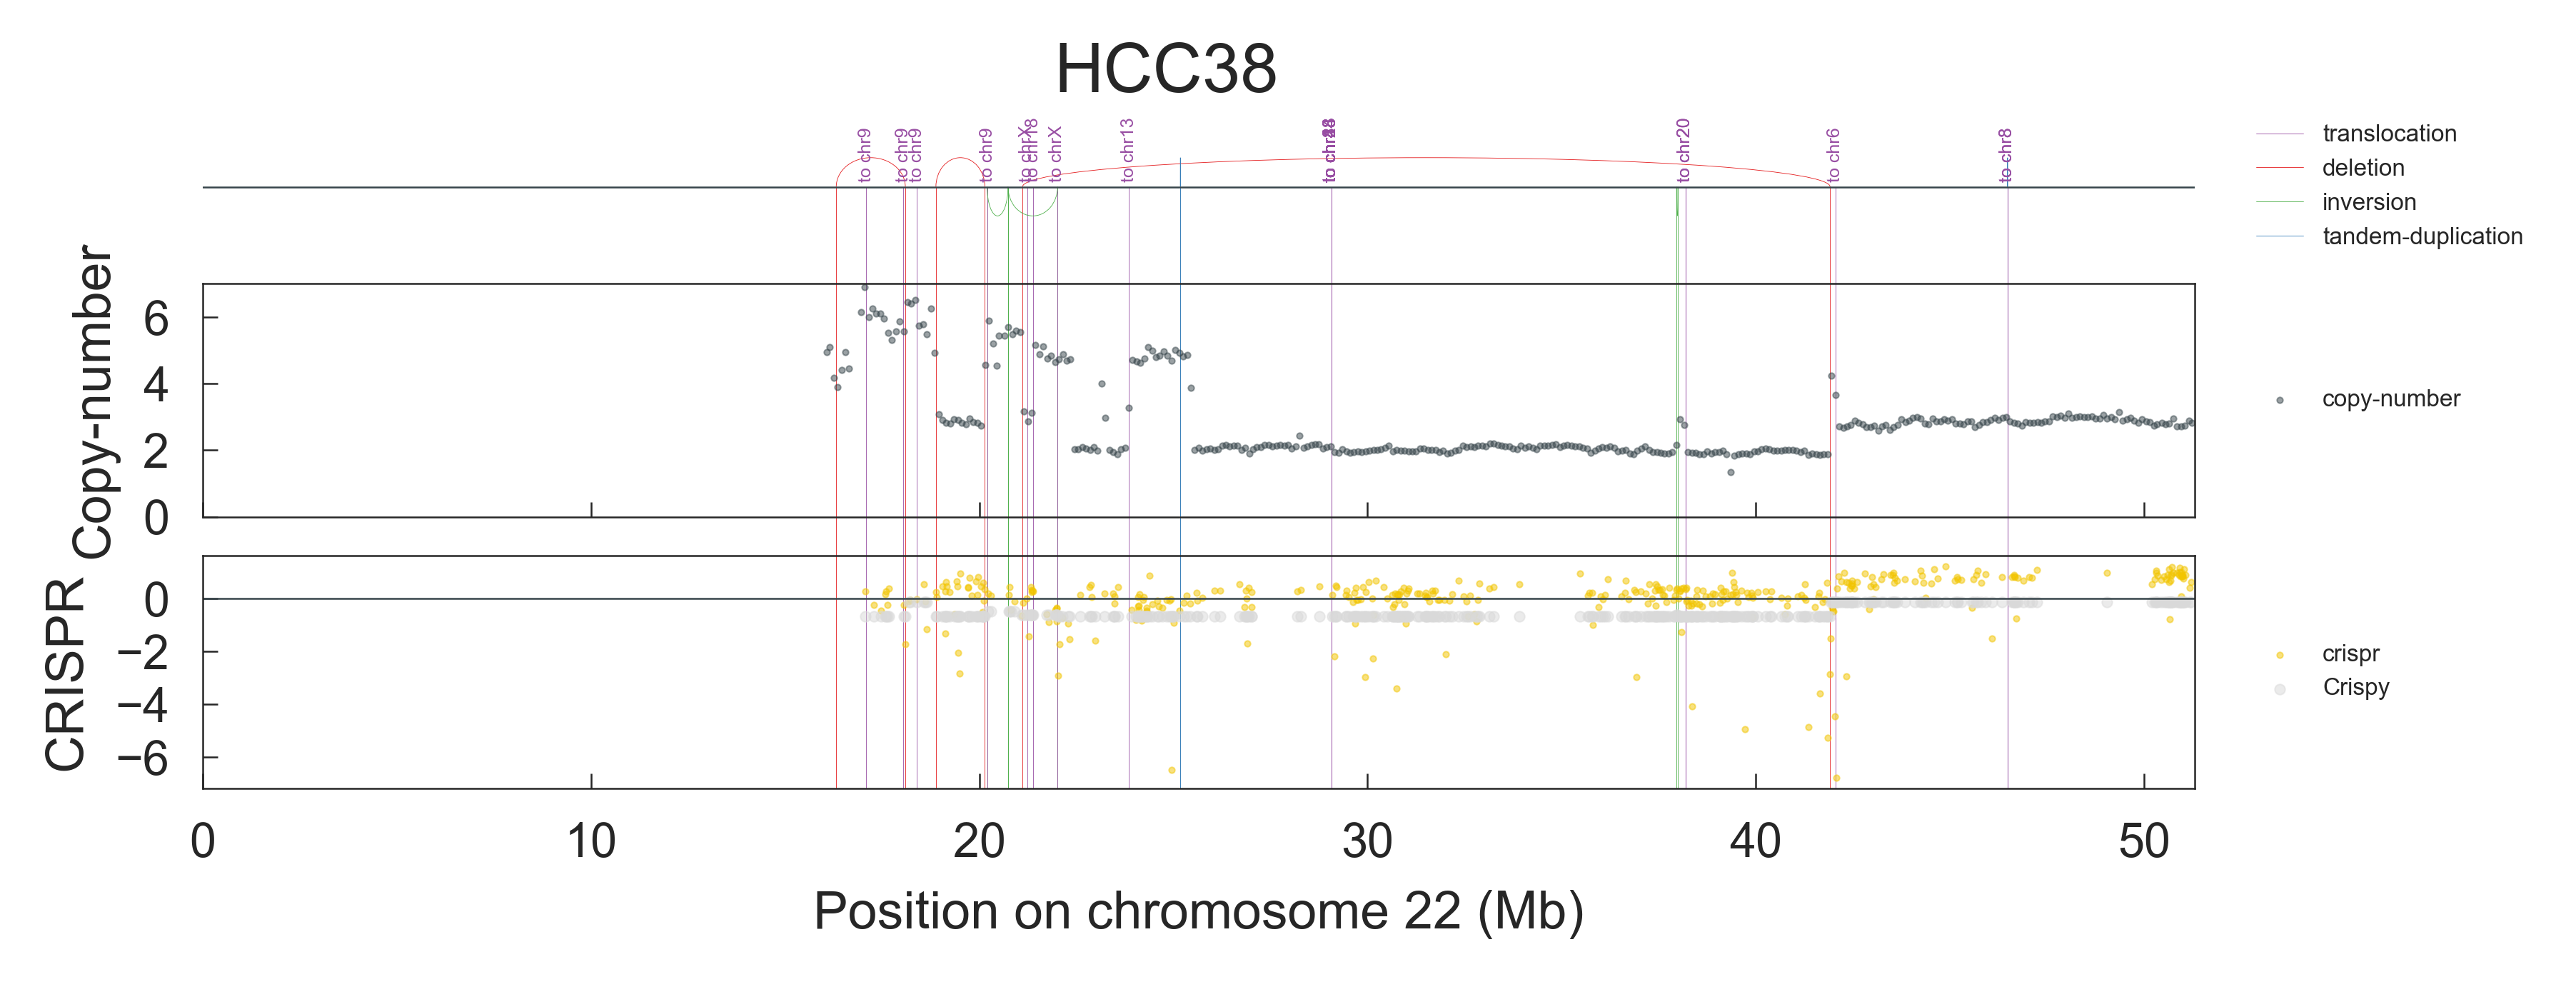 HCC38
to chr9
to chr9
to chr9
to chr9
to chrX
to chr18
to chrX
to chr13
to chr20
to chr6
to chr8
translocation
deletion
inversion
tandem-duplication
Copy-number
6
4
2
0
copy-number
CRISPR
0
−2
−4
−6
crispr
Crispy
0
10
20
30
40
50
Position on chromosome 22 (Mb)